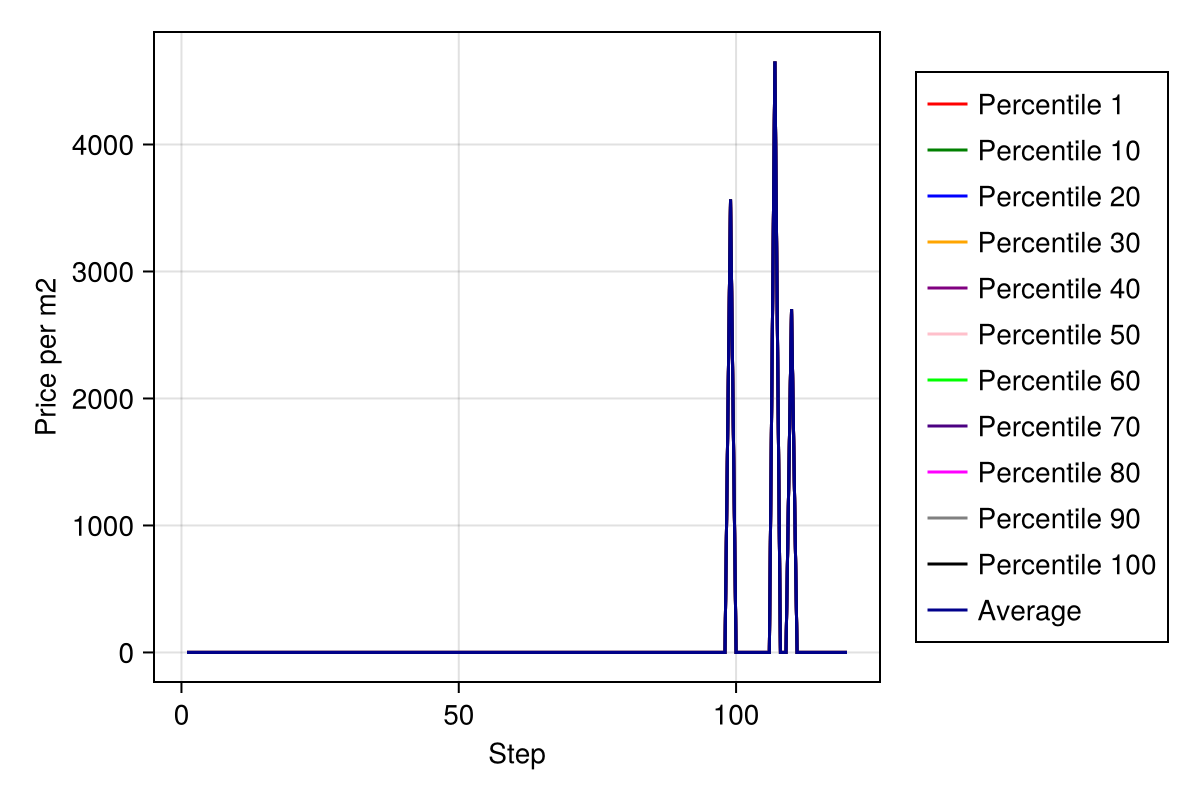 4000
3000
2000
1000
0
Price per m2
0 50 100
Step
Percentile 1
Percentile 10
Percentile 20
Percentile 30
Percentile 40
Percentile 50
Percentile 60
Percentile 70
Percentile 80
Percentile 90
Percentile 100
Average